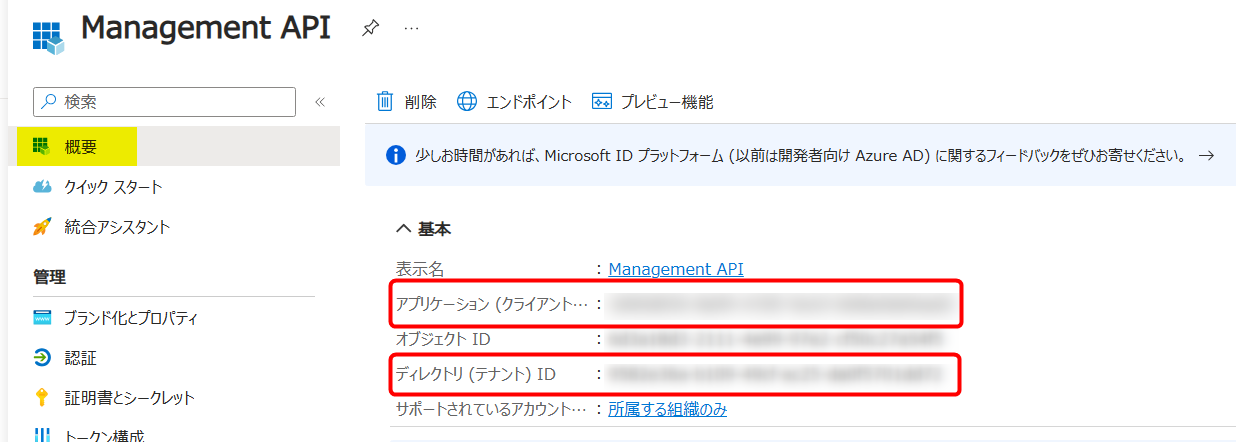 Management API
検索
削除 エンドポイント プレビュー機能
概要
少しお時間があれば、Microsoft ID プラットフォーム (以前は開発者向け Azure AD) に関するフィードバックをぜひお寄せください。 →
クイック スタート
統合アシスタント
基本
管理
表示名 : Management API
アプリケーション (クライアント… :
ブランド化とプロパティ
オブジェクト ID :
認証
ディレクトリ (テナント) ID :
証明書とシークレット
サポートされているアカウント… : 所属する組織のみ
トークン構成